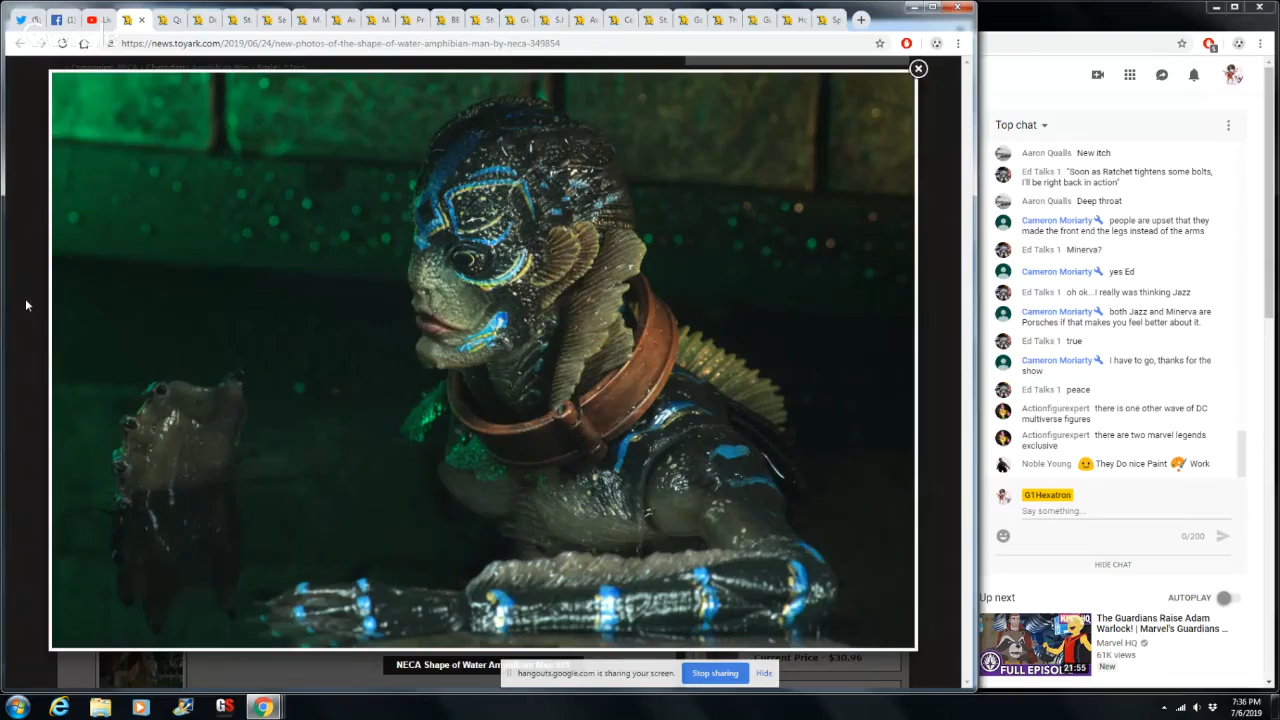 https://news.toyark.com/2019/06/24/new-photos-of-the-shape-of-water-amphibian-man-by-neca-349854
Top chat
Aaron Qualls New itch
Ed Talks 1 "Soon as Ratchet tightens some bolts,
I'll be right back in action"
Aaron Qualls Deep throat
Cameron Moriarty people are upset that they
made the front end the legs instead of the arms
Ed Talks 1 Minerva?
Cameron Moriarty yes Ed
Ed Talks 1 oh ok...I really was thinking Jazz
Cameron Moriarty both Jazz and Minerva are
Porsches if that makes you feel better about it.
Ed Talks 1 true
Cameron Moriarty I have to go, thanks for the
show
Ed Talks 1 peace
Actionfigurexpert there is one other wave of DC
multiverse figures
Actionfigurexpert there are two marvel legends
exclusive
Noble Young They Do nice Paint Work
G1Hexatron
Say something...
0/200
HIDE CHAT
Up next
AUTOPLAY
The Guardians Raise Adam
Warlock! | Marvel's Guardians ...
Marvel HQ
61K views
New
FULL EPISO
21:55
Current Price - $30.96
NECA Shape of Water
hangouts.google.com is sharing your screen.
Stop sharing
Hide
GS
7:36 PM
7/6/2019